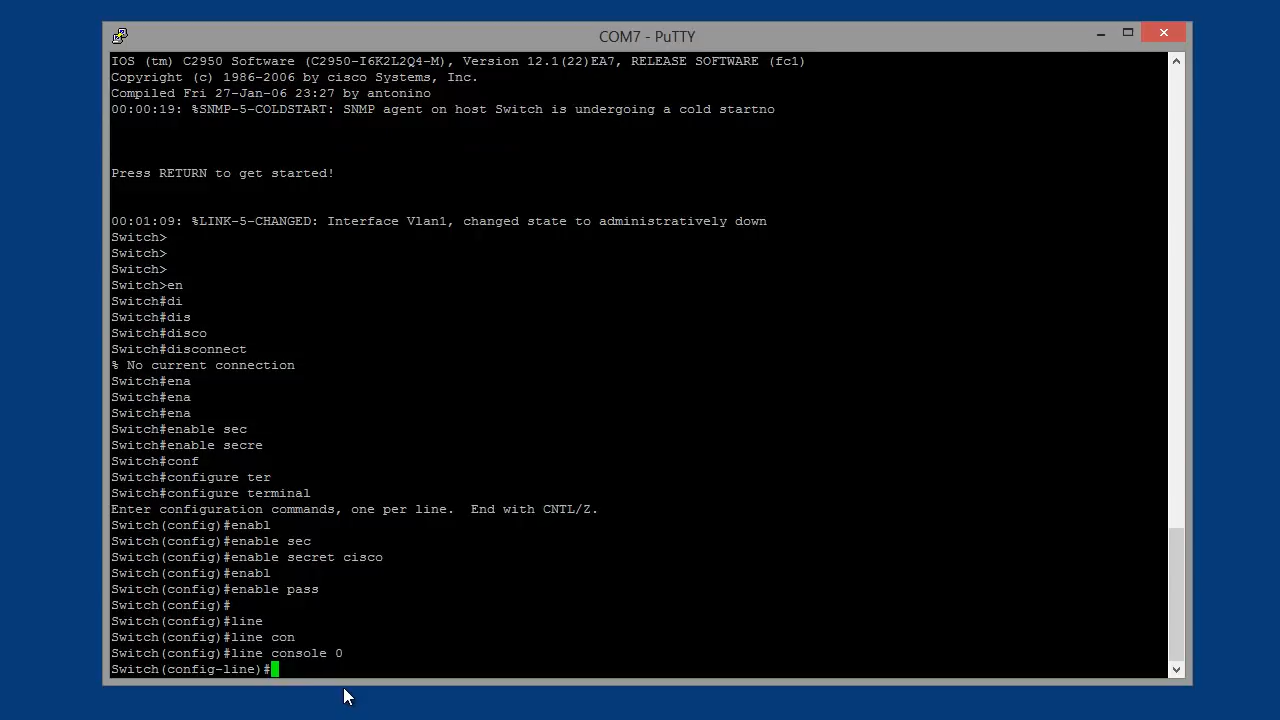 COM7 - PuTTY
IOS (tm) C2950 Software (C2950-I6K2L2Q4-M), Version 12.1(22)EA7, RELEASE SOFTWARE (fc1)
Copyright (c) 1986-2006 by cisco Systems, Inc.
Compiled Fri 27-Jan-06 23:27 by antonino
00:00:19: %SNMP-5-COLDSTART: SNMP agent on host Switch is undergoing a cold startno
Press RETURN to get started!
00:01:09: %LINK-5-CHANGED: Interface Vlan1, changed state to administratively down
Switch>
Switch>
Switch>
Switch>en
Switch#di
Switch#dis
Switch#disco
Switch#disconnect
% No current connection
Switch#ena
Switch#ena
Switch#ena
Switch#enable sec
Switch#enable secre
Switch#conf
Switch#configure ter
Switch#configure terminal
Enter configuration commands, one per line.  End with CNTL/Z.
Switch(config)#enabl
Switch(config)#enable sec
Switch(config)#enable secret cisco
Switch(config)#enabl
Switch(config)#enable pass
Switch(config)#
Switch(config)#line
Switch(config)#line con
Switch(config)#line console 0
Switch(config-line)#